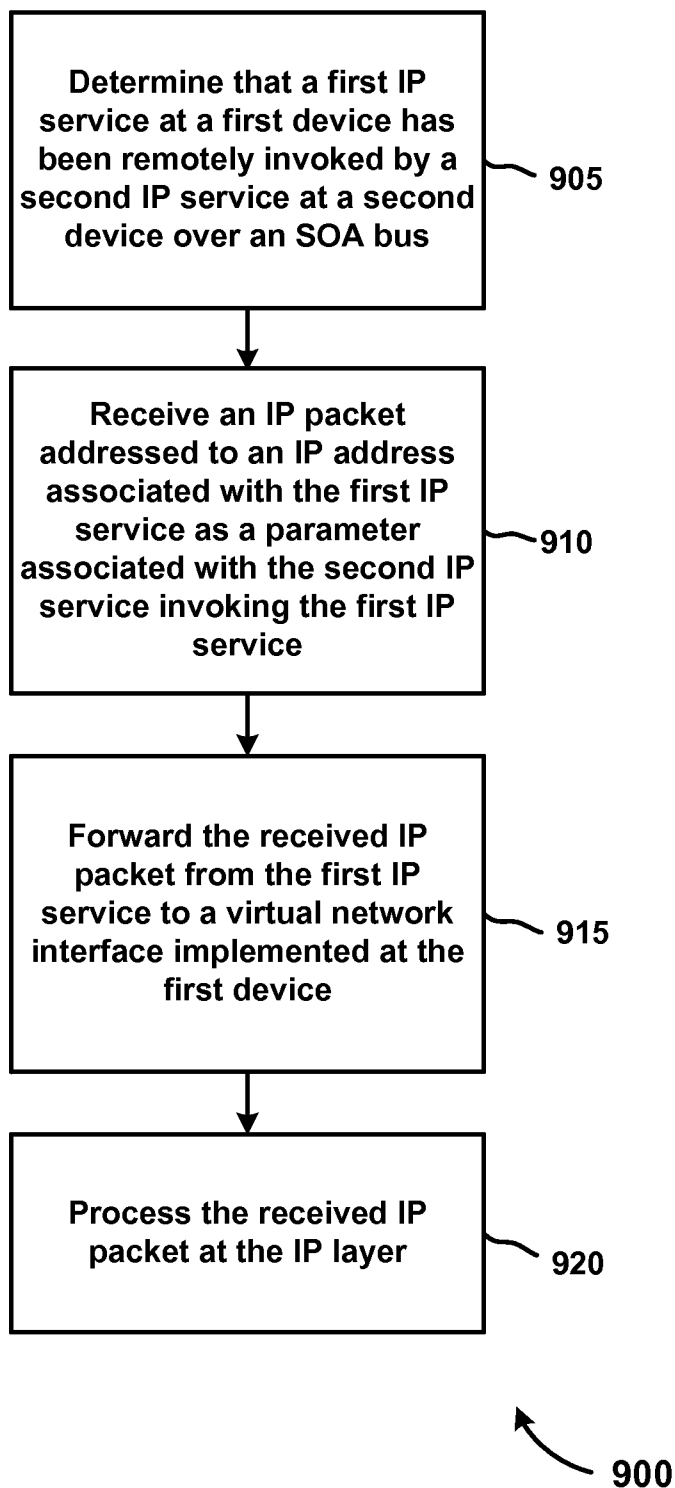 Determine that a first IP
service at a first device has
been remotely invoked by a
second IP service at a second
device over an SOA bus
905
Receive an IP packet
addressed to an IP address
associated with the first IP
service as a parameter
associated with the second IP
service invoking the first IP
service
910
Forward the received IP
packet from the first IP
service to a virtual network
interface implemented at the
first device
915
Process the received IP
packet at the IP layer
920
900